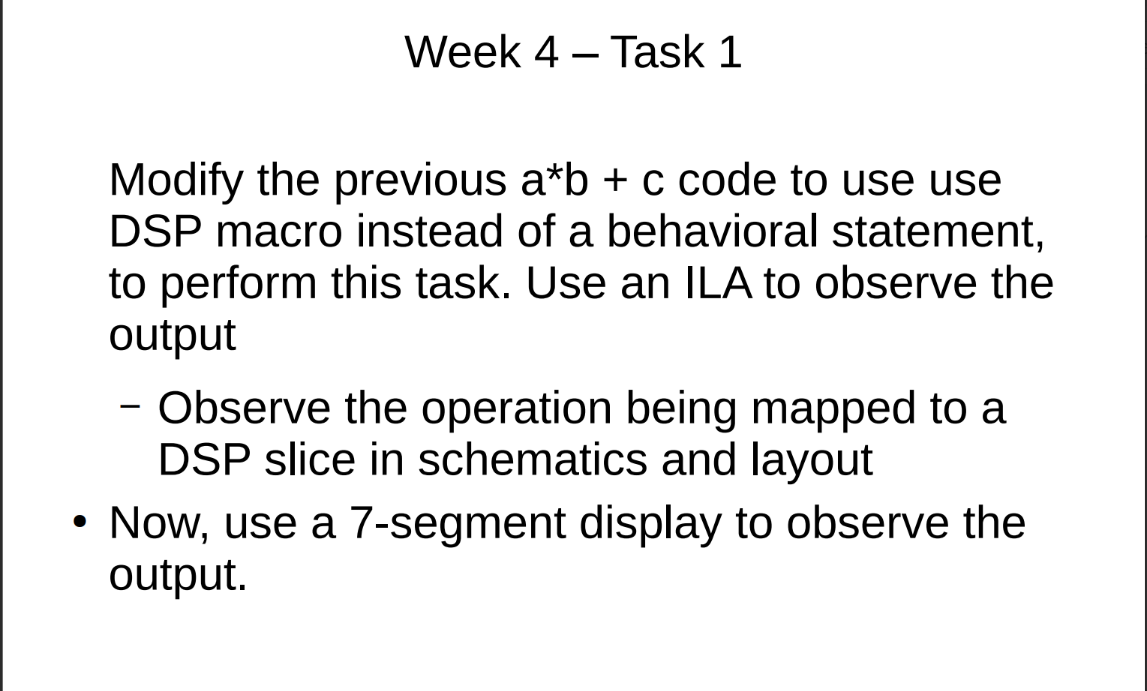 Week 4 – Task 1
Modify the previous a*b + c code to use use
DSP macro instead of a behavioral statement,
to perform this task. Use an ILA to observe the
output
– Observe the operation being mapped to a
DSP slice in schematics and layout
• Now, use a 7-segment display to observe the
output.